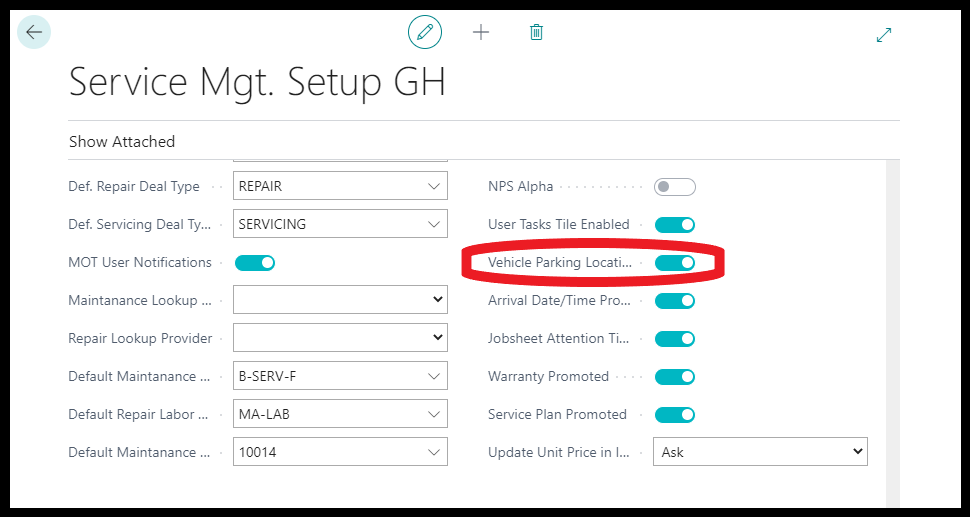 Service Mgt. Setup GH
Show Attached
Def. Repair Deal Type
REPAIR
Def. Servicing Deal Ty...
SERVICING
MOT User Notifications
Maintanance Lookup ...
Repair Lookup Provider
Default Maintanance ...
B-SERV-F
Default Repair Labor ...
MA-LAB
Default Maintanance ...
10014
NPS Alpha
User Tasks Tile Enabled
Vehicle Parking Locati...
Arrival Date/Time Pro...
Jobsheet Attention Ti...
Warranty Promoted
Service Plan Promoted
Update Unit Price in I...
Ask